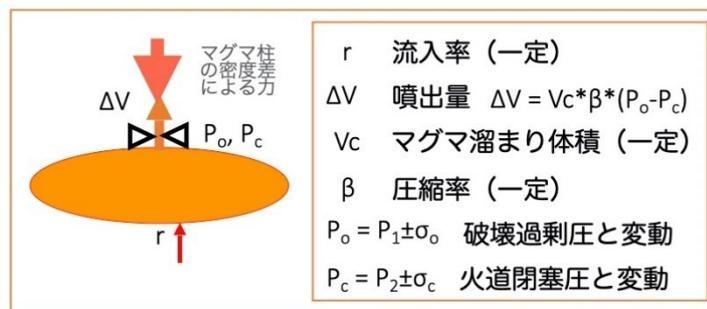 マグマ柱
の密度差
による力
ΔV
Po, Pc
r
r 流入率（一定）
ΔV 噴出量 ΔV = Vc*β*(Po-Pc)
Vc マグマ溜まり体積（一定）
β 圧縮率（一定）
Po = P1±σo 破壊過剰圧と変動
Pc = P2±σc 火道閉塞圧と変動